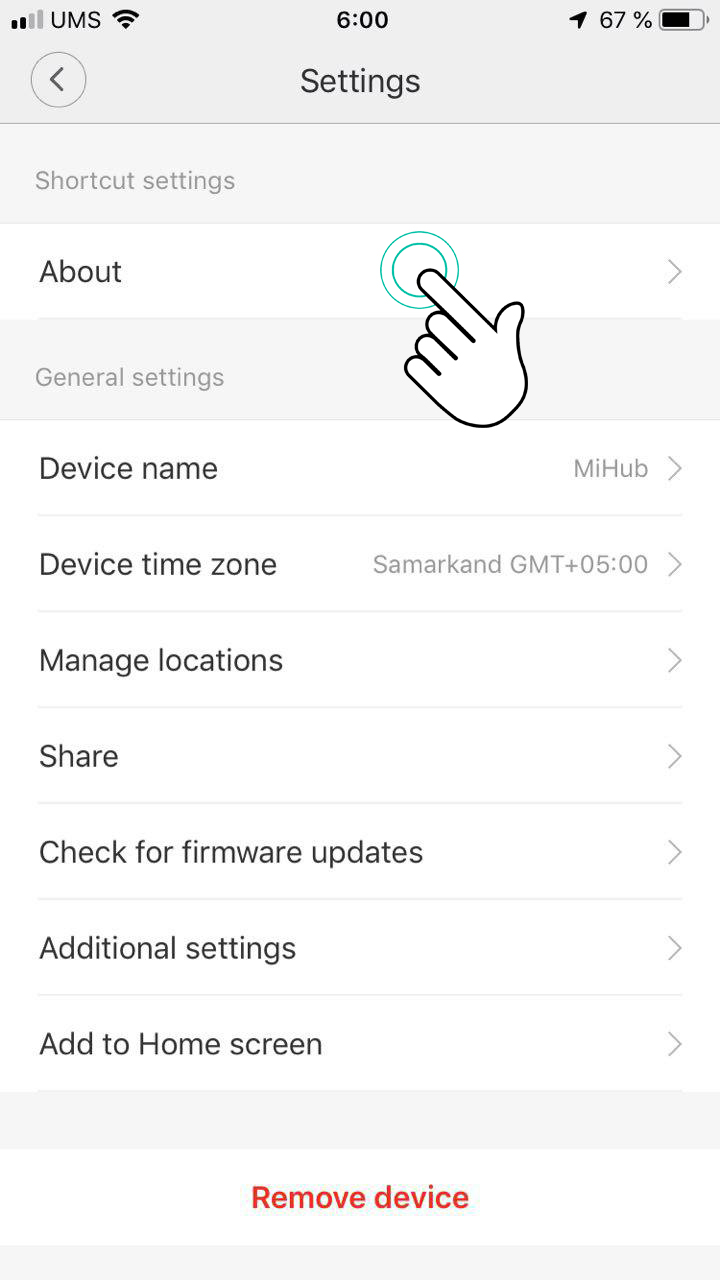 UMS 6:00 67 %
Settings
Shortcut settings
About
General settings
Device name MiHub
Device time zone Samarkand GMT+05:00
Manage locations
Share
Check for firmware updates
Additional settings
Add to Home screen
Remove device